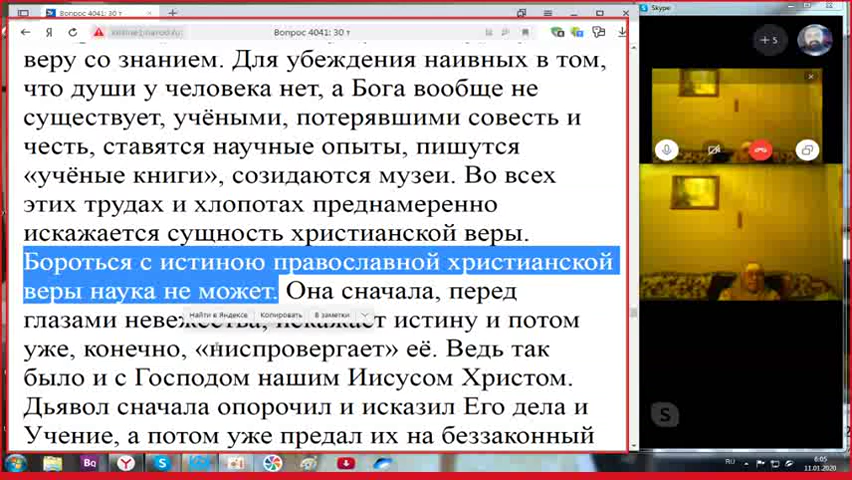 Вопрос 4041: 30 т
Skype
Я
Вопрос 4041: 30 т
+ 5
веру со знанием. Для убеждения наивных в том,
что души у человека нет, а Бога вообще не
существует, учёными, потерявшими совесть и
честь, ставятся научные опыты, пишутся
«учёные книги», созидаются музеи. Во всех
этих трудах и хлопотах преднамеренно
искажается сущность христианской веры.
Бороться с истиною православной христианской
веры наука не может. Она сначала, перед
глазами невежества, искажает истину и потом
Найти в Яндексе Копировать В заметки
уже, конечно, «ниспровергает» её. Ведь так
было и с Господом нашим Иисусом Христом.
Дьявол сначала опорочил и исказил Его дела и
Учение, а потом уже предал их на беззаконный
S
RU
6:05
11.01.2020